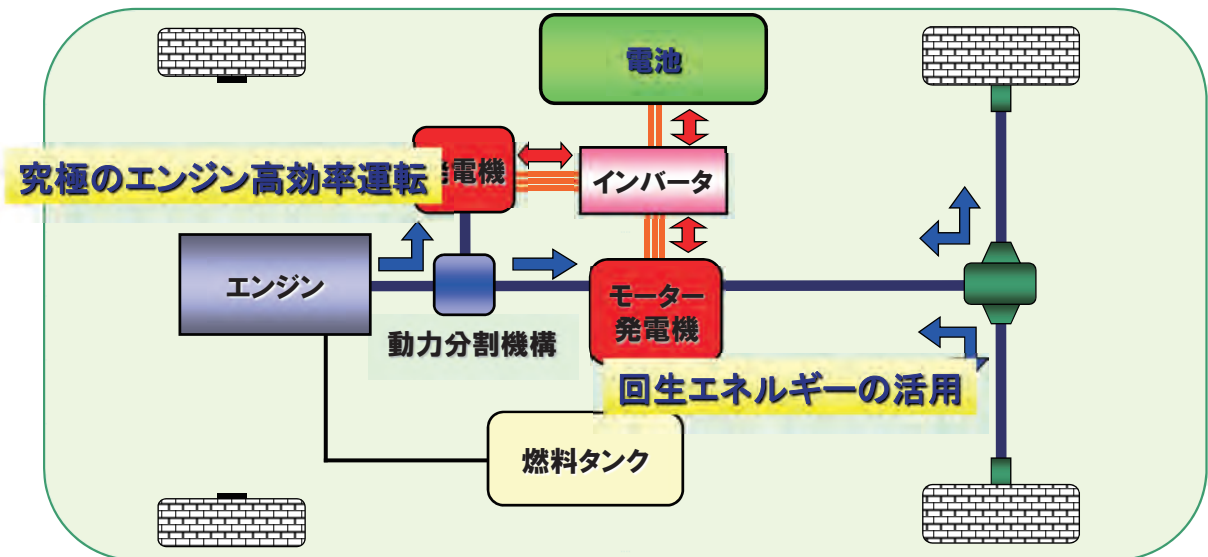 電池
究極のエンジン高効率運転
発電機
インバータ
エンジン
動力分割機構
モーター
発電機
回生エネルギーの活用
燃料タンク